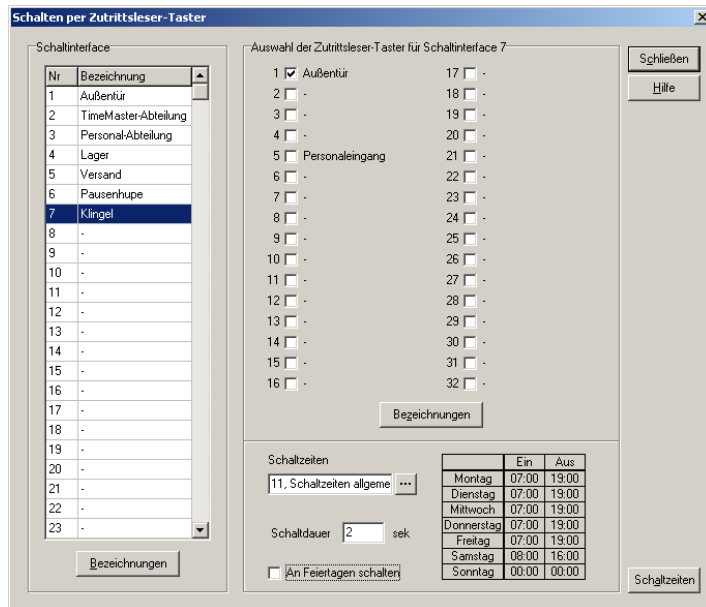 Schalten per Zutrittsleser-Taster
Schaltinterface
Nr Bezeichnung
1 Außentür
2 TimeMaster-Abteilung
3 Personal-Abteilung
4 Lager
5 Versand
6 Pausenhupe
7 Klingel
8 -
9 -
10 -
11 -
12 -
13 -
14 -
15 -
16 -
17 -
18 -
19 -
20 -
21 -
22 -
23 -
Bezeichnungen
Auswahl der Zutrittsleser-Taster für Schaltinterface 7
1 Außentür
2 -
3 -
4 -
5 Personaleingang
6 -
7 -
8 -
9 -
10 -
11 -
12 -
13 -
14 -
15 -
16 -
17 -
18 -
19 -
20 -
21 -
22 -
23 -
24 -
25 -
26 -
27 -
28 -
29 -
30 -
31 -
32 -
Bezeichnungen
Schaltzeiten
11, Schaltzeiten allgeme ...
Schaltdauer 2 sek
An Feiertagen schalten
Ein Aus
Montag 07:00 19:00
Dienstag 07:00 19:00
Mittwoch 07:00 19:00
Donnerstag 07:00 19:00
Freitag 07:00 19:00
Samstag 08:00 16:00
Sonntag 00:00 00:00
Schließen
Hilfe
Schaltzeiten